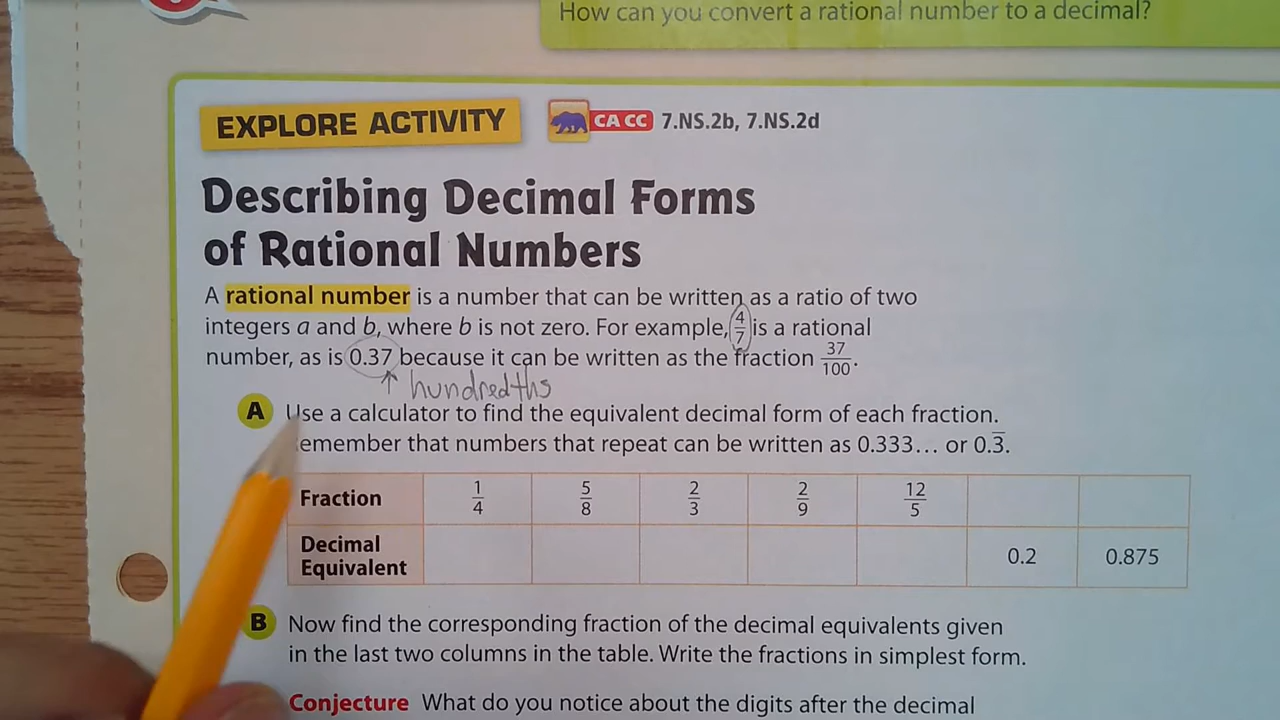 How can you convert a rational number to a decimal?
EXPLORE ACTIVITY
CA CC 7.NS.2b, 7.NS.2d
Describing Decimal Forms
of Rational Numbers
A rational number is a number that can be written as a ratio of two
integers a and b, where b is not zero. For example, 4/7 is a rational
number, as is 0.37 because it can be written as the fraction 37/100.
hundredths
A Use a calculator to find the equivalent decimal form of each fraction.
emember that numbers that repeat can be written as 0.333… or 0.3̅.
Fraction 1/4 5/8 2/3 2/9 12/5
Decimal
Equivalent 0.2 0.875
B Now find the corresponding fraction of the decimal equivalents given
in the last two columns in the table. Write the fractions in simplest form.
Conjecture What do you notice about the digits after the decimal